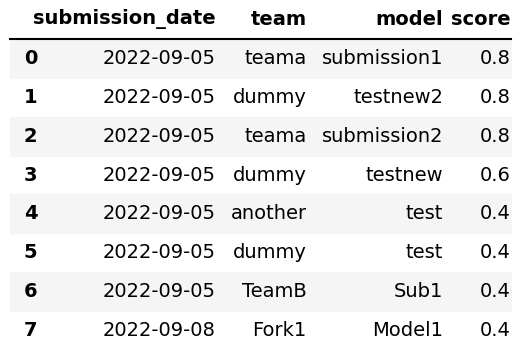 submission_date team model score
0 2022-09-05 teama submission1 0.8
1 2022-09-05 dummy testnew2 0.8
2 2022-09-05 teama submission2 0.8
3 2022-09-05 dummy testnew 0.6
4 2022-09-05 another test 0.4
5 2022-09-05 dummy test 0.4
6 2022-09-05 TeamB Sub1 0.4
7 2022-09-08 Fork1 Model1 0.4